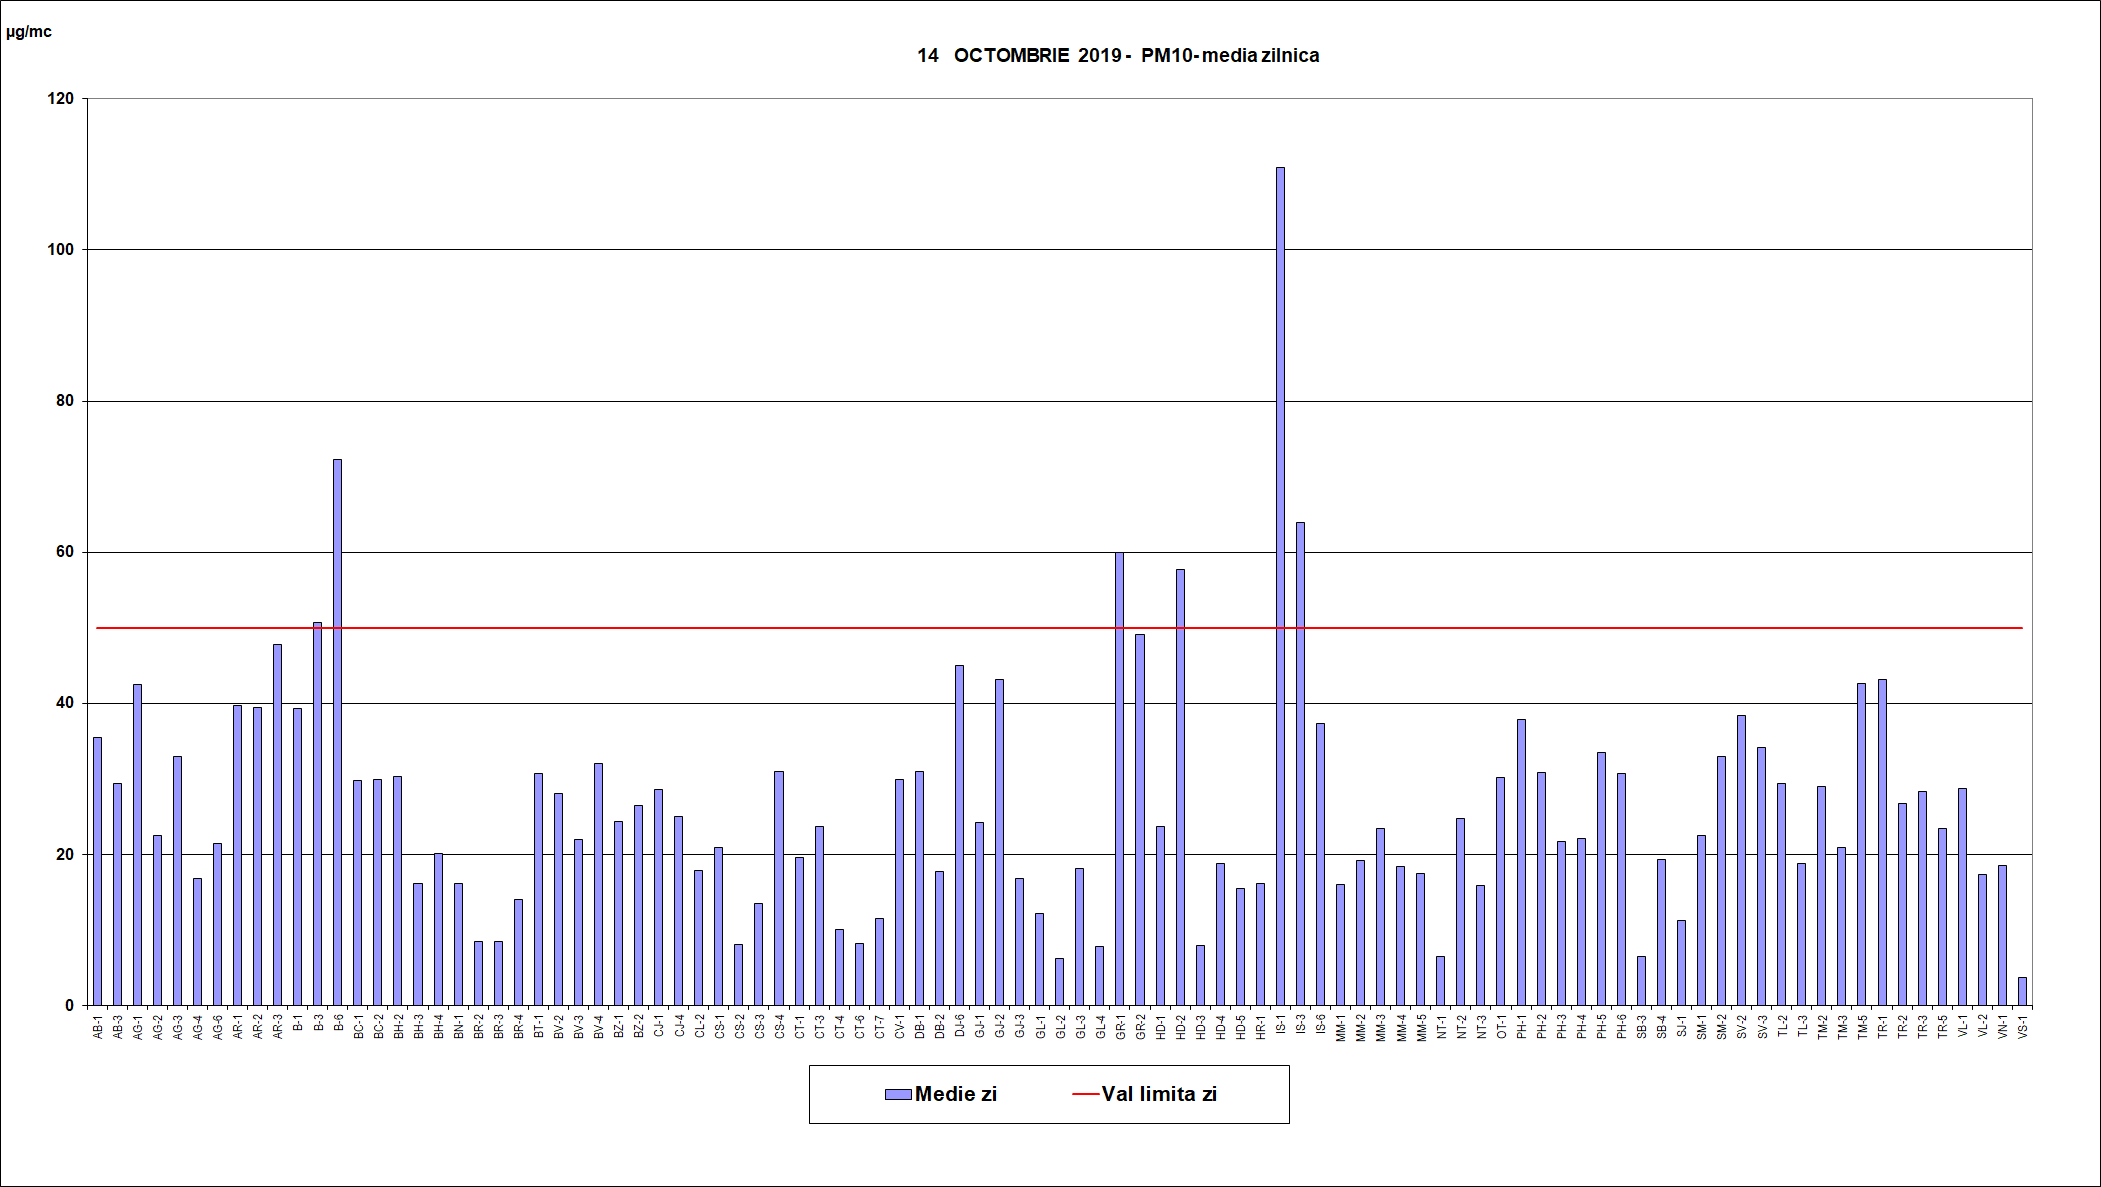 µg/mc
14 OCTOMBRIE 2019 - PM10- media zilnica
120
100
80
60
40
20
0
AB-1 AB-3 AG-1 AG-2 AG-3 AG-4 AG-6 AR-1 AR-2 AR-3 B-1 B-3 B-6 BC-1 BC-2 BH-2 BH-3 BH-4 BN-1 BR-2 BR-3 BR-4 BT-1 BV-2 BV-3 BV-4 BZ-1 BZ-2 CJ-1 CJ-4 CL-2 CS-1 CS-2 CS-3 CS-4 CT-1 CT-3 CT-4 CT-6 CT-7 CV-1 DB-1 DB-2 DJ-6 GJ-1 GJ-2 GJ-3 GL-1 GL-2 GL-3 GL-4 GR-1 GR-2 HD-1 HD-2 HD-3 HD-4 HD-5 HR-1 IS-1 IS-3 IS-6 MM-1 MM-2 MM-3 MM-4 MM-5 NT-1 NT-2 NT-3 OT-1 PH-1 PH-2 PH-3 PH-4 PH-5 PH-6 SB-3 SB-4 SJ-1 SM-1 SM-2 SV-2 SV-3 TL-2 TL-3 TM-2 TM-3 TM-5 TR-1 TR-2 TR-3 TR-5 VL-1 VL-2 VN-1 VS-1
Medie zi Val limita zi